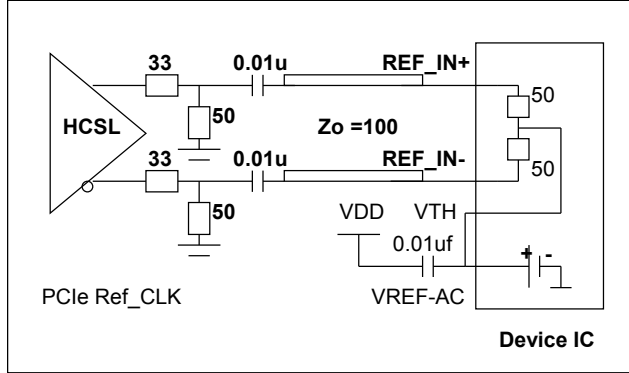 33
0.01u
REF_IN+
HCSL
50
50
Zo =100
33
0.01u
REF_IN-
50
50
VDD
VTH
0.01uf
+
-
PCIe Ref_CLK
VREF-AC
Device IC